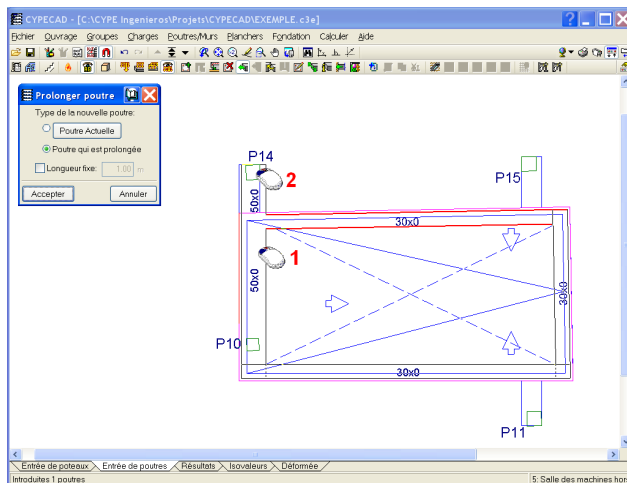 CYPECAD - [C:\CYPE Ingenieros\Projets\CYPECAD\EXEMPLE.c3e]
Fichier Ouvrage Groupes Charges Poutres/Murs Planchers Fondation Calculer Aide
Prolonger poutre
Type de la nouvelle poutre:
Poutre Actuelle
Poutre qui est prolongée
Longueur fixe: 1.00 m
Accepter Annuler
P14
2
P15
50x0
30x0
1
50x0
30x0
P10
30x0
P11
Entrée de poteaux Entrée de poutres Résultats Isovaleurs Déformée
Introduites 1 poutres
5: Salle des machines hors